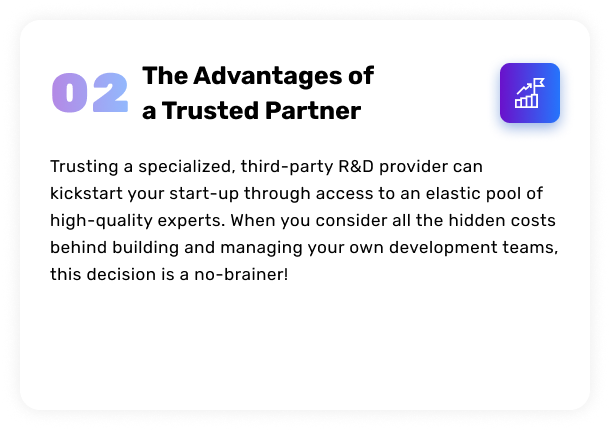 02
The Advantages of
a Trusted Partner
Trusting a specialized, third-party R&D provider can
kickstart your start-up through access to an elastic pool of
high-quality experts. When you consider all the hidden costs
behind building and managing your own development teams,
this decision is a no-brainer!